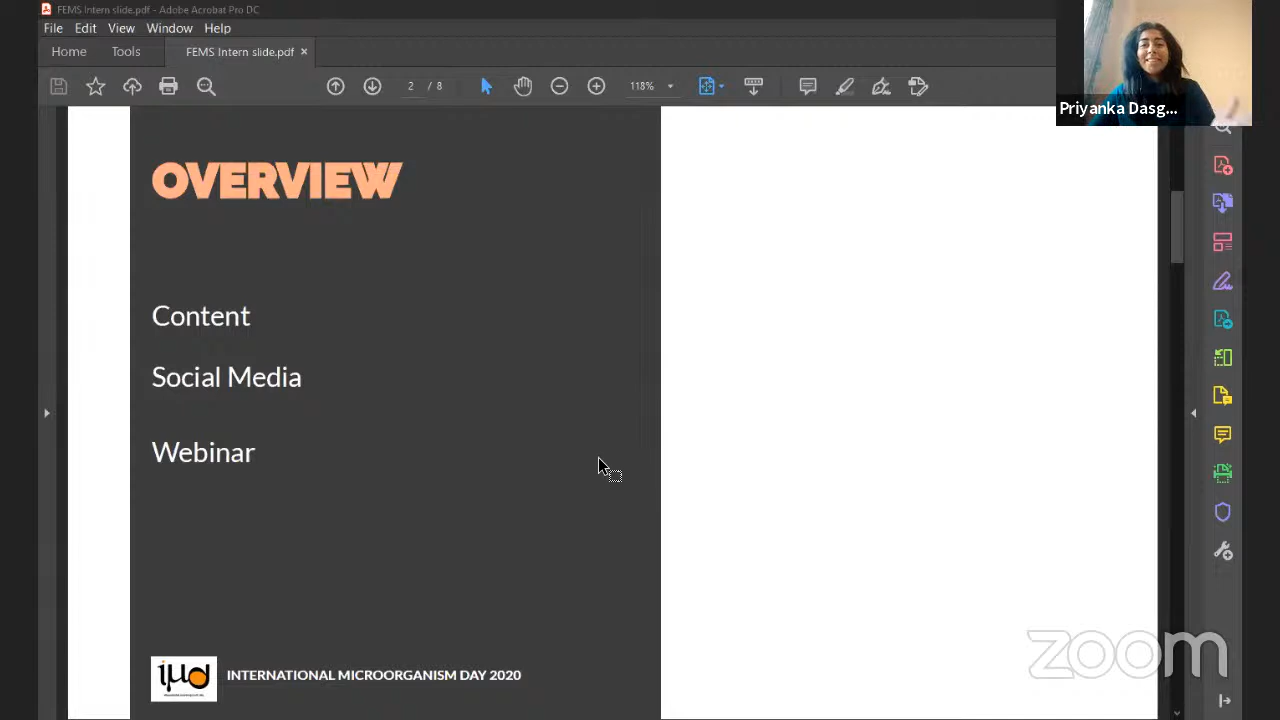 FEMS Intern slide.pdf - Adobe Acrobat Pro DC
File Edit View Window Help
Home Tools FEMS Intern slide.pdf ×
2 / 8 118%
Priyanka Dasg...
OVERVIEW
Content
Social Media
Webinar
iμd
INTERNATIONAL MICROORGANISM DAY 2020
zoom